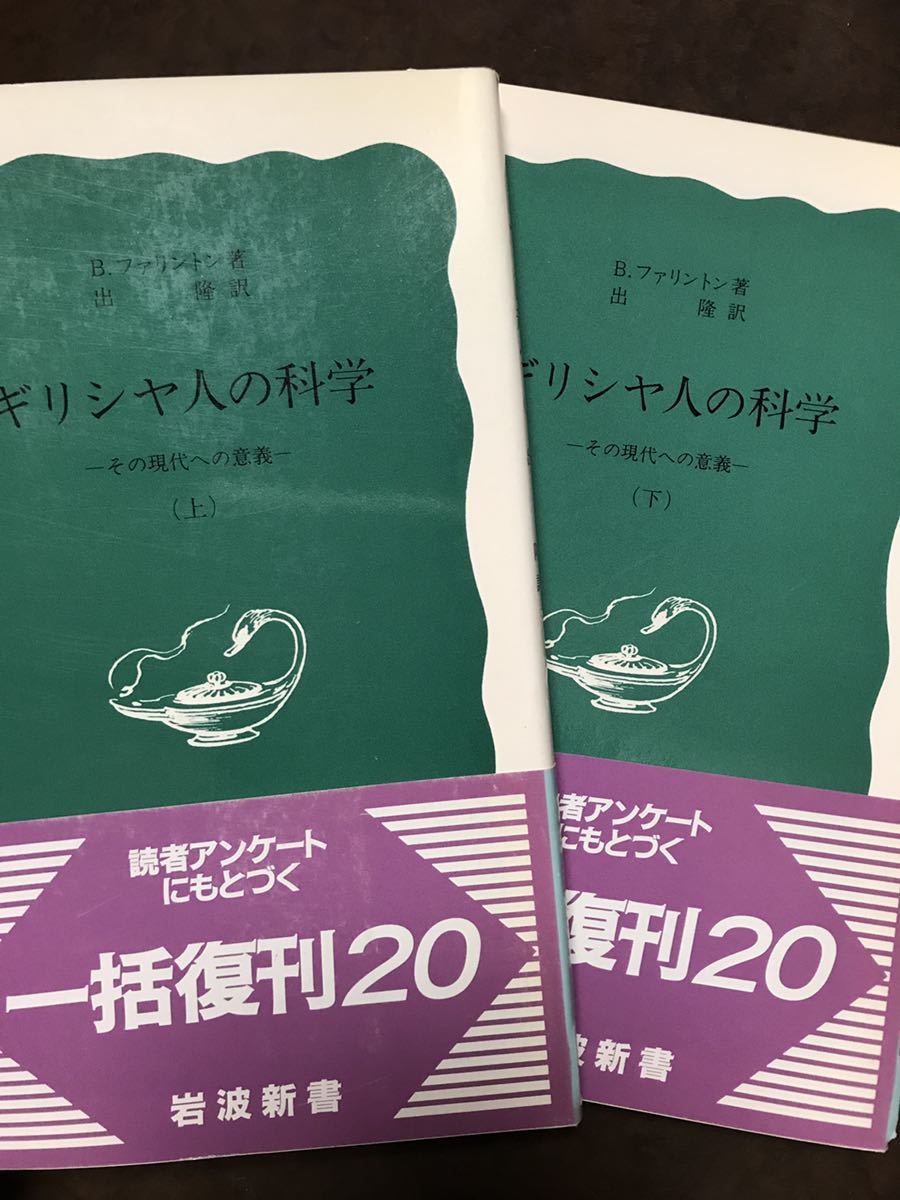 B.ファリントン著
出 隆訳
ギリシヤ人の科学
—その現代への意義—
(上)
読者アンケート
にもとづく
一括復刊20
岩波新書
B.ファリントン著
出 隆訳
ギリシヤ人の科学
—その現代への意義—
(下)
者アンケート
にもとづく
復刊20
波新書